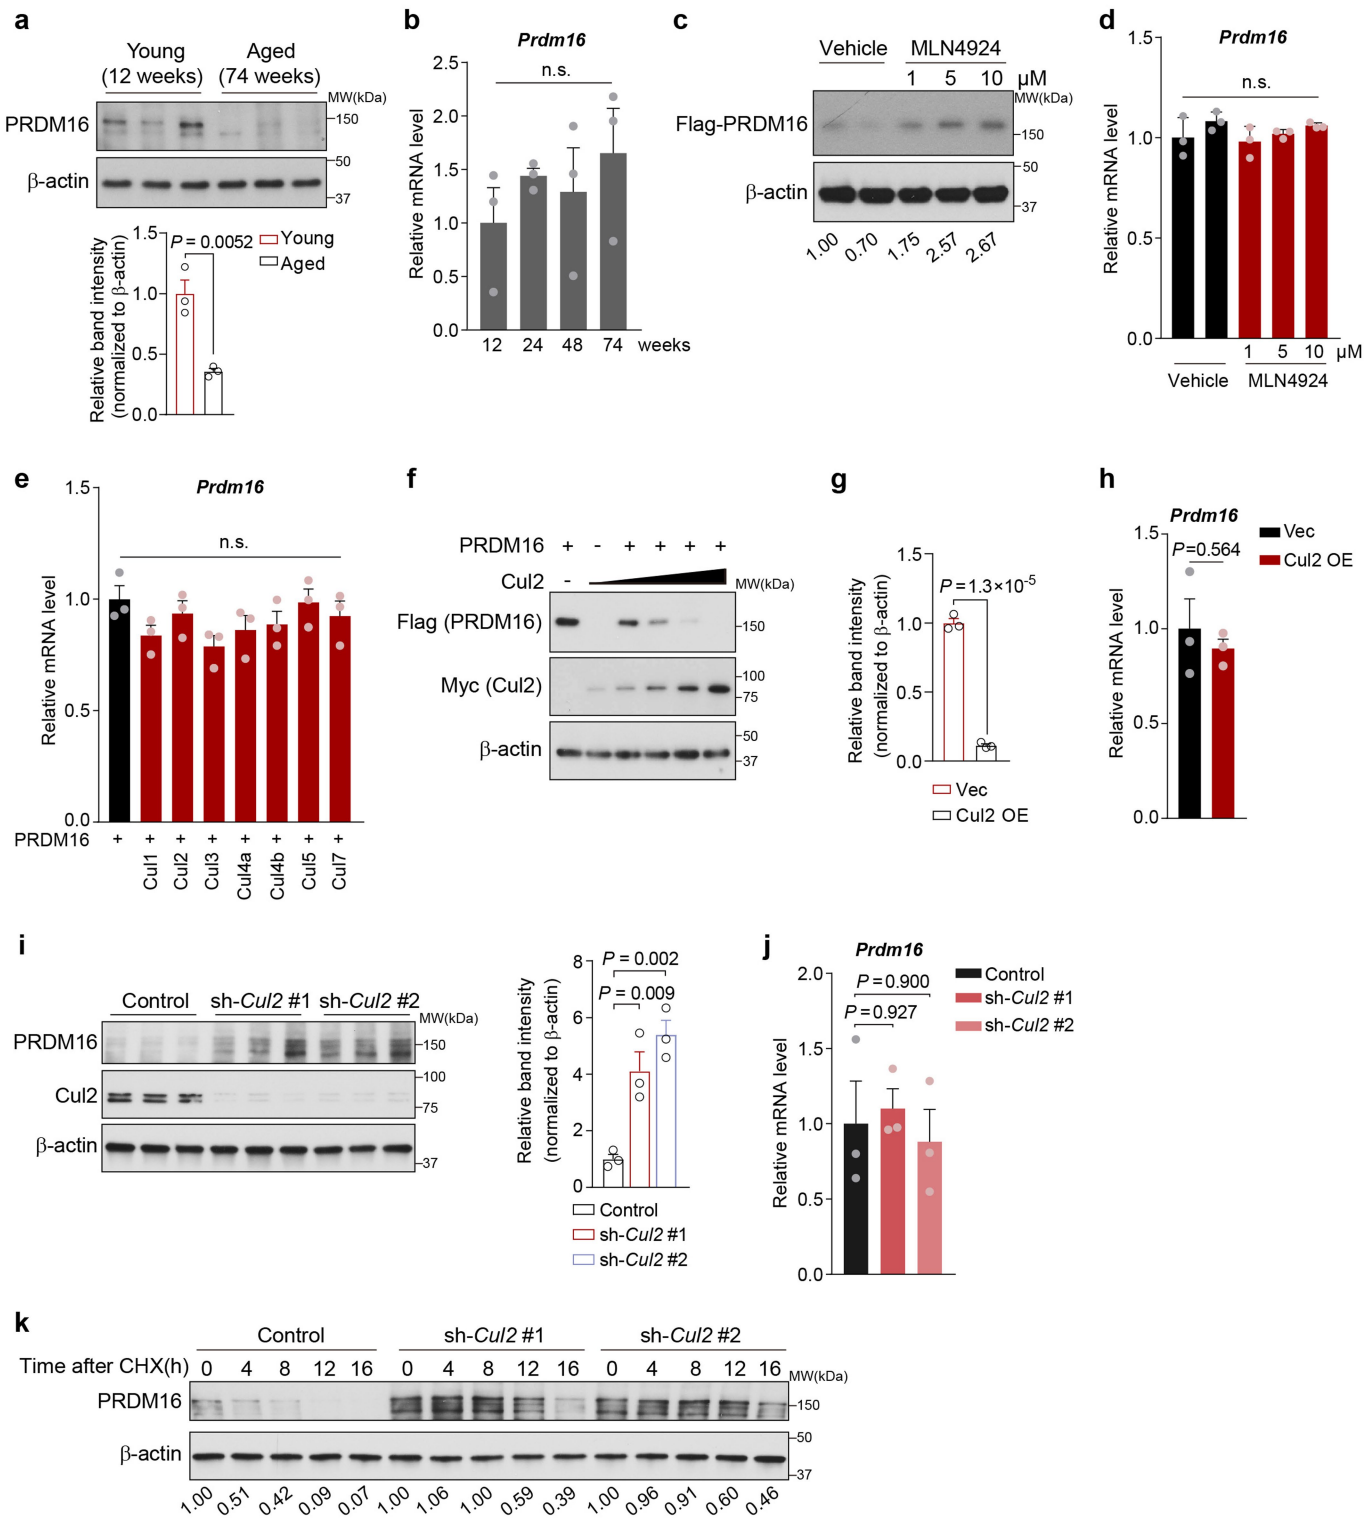 a
Young
(12 weeks)
Aged
(74 weeks)
MW(kDa)
PRDM16
150
50
β-actin
37
Relative band intensity
(normalized to β-actin)
1.5
1.0
0.5
0.0
P = 0.0052
Young
Aged
b
Prdm16
n.s.
Relative mRNA level
2.5
2.0
1.5
1.0
0.5
0.0
12 24 48 74 weeks
c
Vehicle MLN4924
1 5 10 μM
MW(kDa)
Flag-PRDM16
150
50
β-actin
37
1.00 0.70 1.75 2.57 2.67
d
Prdm16
n.s.
Relative mRNA level
1.5
1.0
0.5
0.0
1 5 10 μM
Vehicle MLN4924
e
Prdm16
n.s.
Relative mRNA level
1.5
1.0
0.5
0.0
PRDM16 + + + + + + + +
Cul1 Cul2 Cul3 Cul4a Cul4b Cul5 Cul7
f
PRDM16 + - + + + +
Cul2 -
MW(kDa)
Flag (PRDM16)
150
100
Myc (Cul2)
75
50
β-actin
37
g
Relative band intensity
(normalized to β-actin)
1.5
1.0
0.5
0.0
P = 1.3×10-5
Vec
Cul2 OE
h
Prdm16
P=0.564
Relative mRNA level
1.5
1.0
0.5
0.0
Vec
Cul2 OE
i
Control sh-Cul2 #1 sh-Cul2 #2
MW(kDa)
PRDM16
150
100
Cul2
75
β-actin
37
Relative band intensity
(normalized to β-actin)
8
6
4
2
0
P = 0.002
P = 0.009
Control
sh-Cul2 #1
sh-Cul2 #2
j
Prdm16
P = 0.900
P = 0.927
Relative mRNA level
2.0
1.5
1.0
0.5
0.0
Control
sh-Cul2 #1
sh-Cul2 #2
k
Control sh-Cul2 #1 sh-Cul2 #2
Time after CHX(h) 0 4 8 12 16 0 4 8 12 16 0 4 8 12 16
MW(kDa)
PRDM16
150
50
β-actin
37
1.00 0.51 0.42 0.09 0.07 1.00 1.06 1.00 0.59 0.39 1.00 0.96 0.91 0.60 0.46